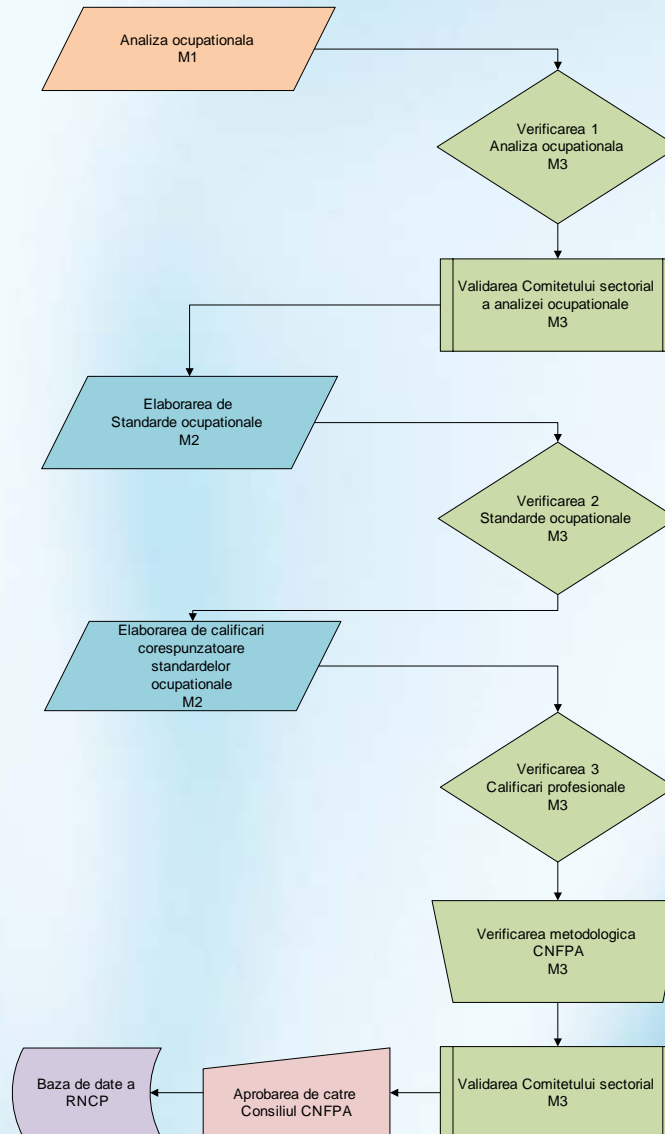 Analiza ocupationala
M1
Verificarea 1
Analiza ocupationala
M3
Validarea Comitetului sectorial
a analizei ocupationale
M3
Elaborarea de
Standarde ocupationale
M2
Verificarea 2
Standarde ocupationale
M3
Elaborarea de calificari
corespunzatoare
standardelor
ocupationale
M2
Verificarea 3
Calificari profesionale
M3
Verificarea metodologica
CNFPA
M3
Validarea Comitetului sectorial
M3
Aprobarea de catre
Consiliul CNFPA
Baza de date a
RNCP